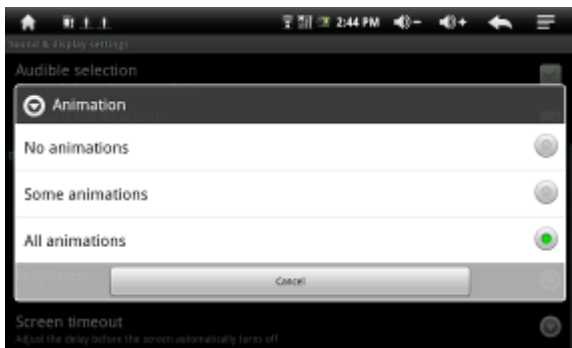 2:44 PM
Sound & display settings
Audible selection
Animation
No animations
Some animations
All animations
Cancel
Brightness
Screen timeout
Adjust the delay before the screen automatically turns off